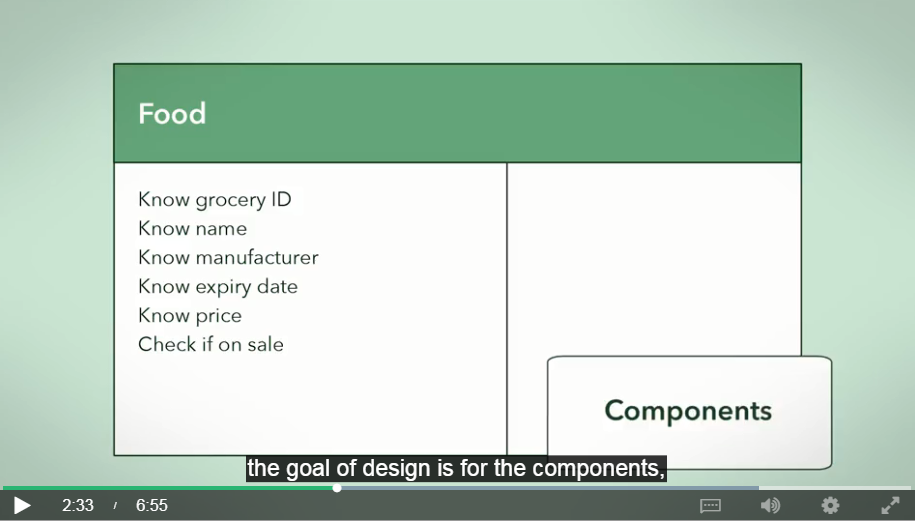 Food
Know grocery ID
Know name
Know manufacturer
Know expiry date
Know price
Check if on sale
Components
the goal of design is for the components,
2:33 / 6:55